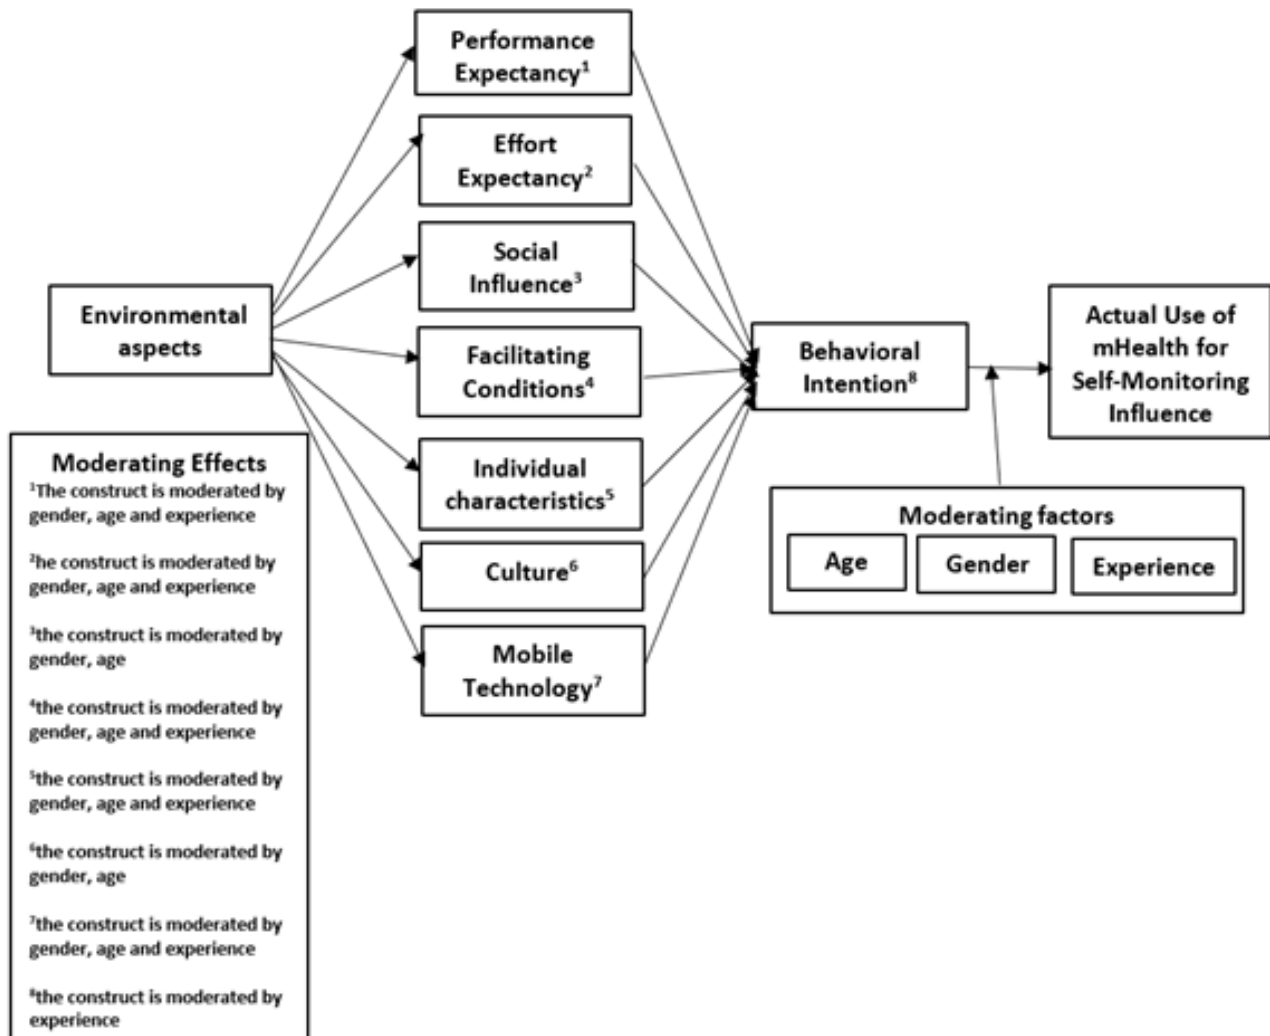 Performance
Expectancy¹
Effort
Expectancy²
Social
Influence³
Environmental
aspects
Facilitating
Conditions⁴
Behavioral
Intention⁸
Actual Use of
mHealth for
Self-Monitoring
Influence
Individual
characteristics⁵
Culture⁶
Mobile
Technology⁷
Moderating factors
Age
Gender
Experience
Moderating Effects
¹The construct is moderated by
gender, age and experience
²he construct is moderated by
gender, age and experience
³the construct is moderated by
gender, age
⁴the construct is moderated by
gender, age and experience
⁵the construct is moderated by
gender, age and experience
⁶the construct is moderated by
gender, age
⁷the construct is moderated by
gender, age and experience
⁸the construct is moderated by
experience